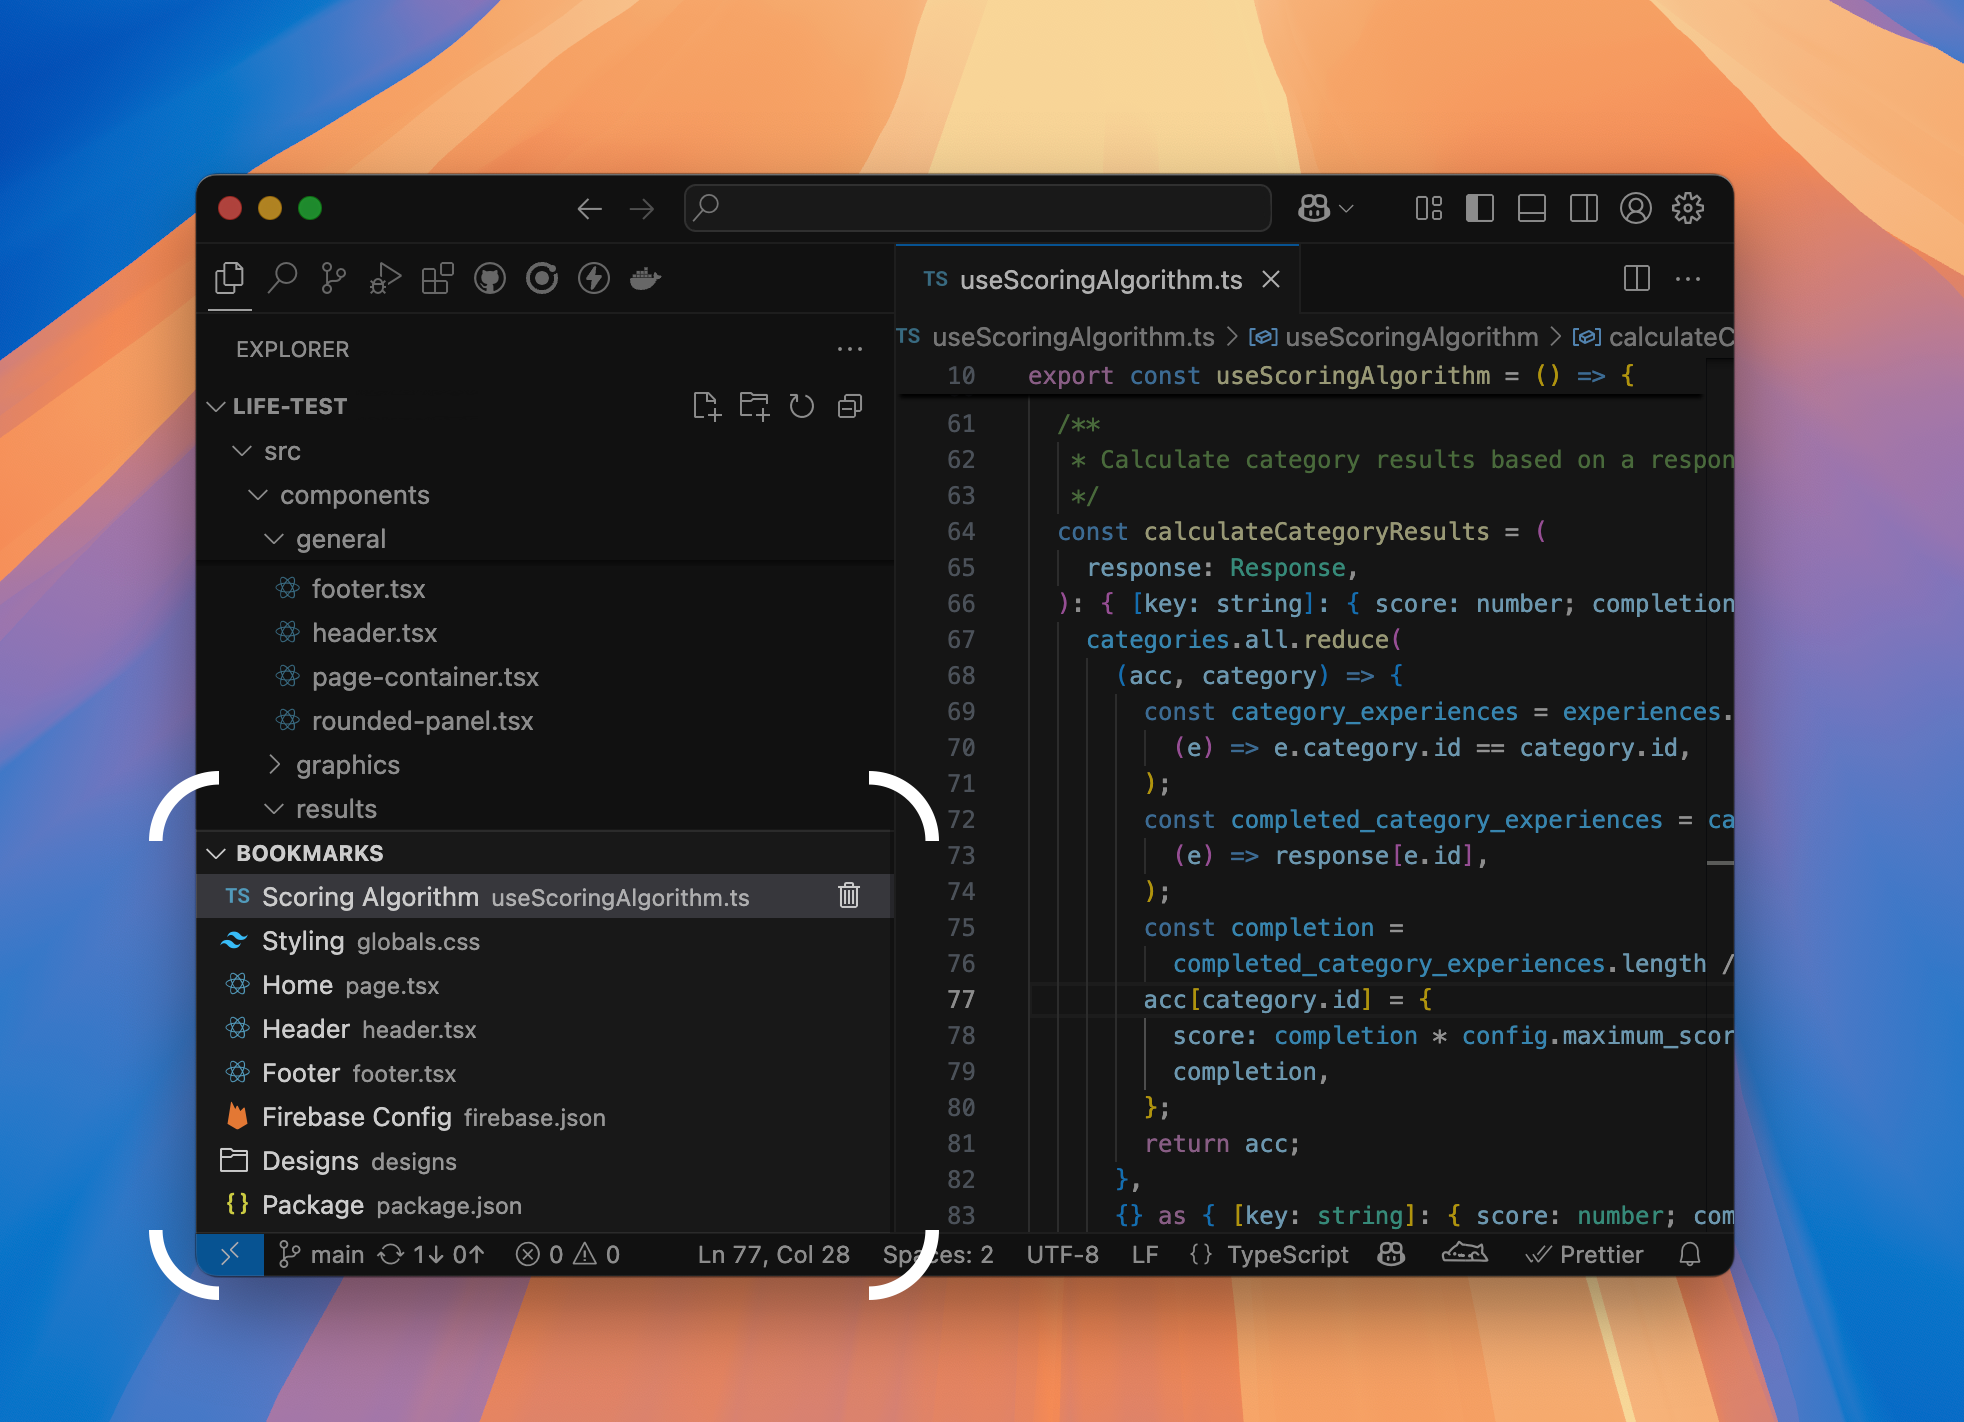 TS useScoringAlgorithm.ts
EXPLORER
LIFE-TEST
src
components
general
footer.tsx
header.tsx
page-container.tsx
rounded-panel.tsx
graphics
results
BOOKMARKS
TS Scoring Algorithm useScoringAlgorithm.ts
Styling globals.css
Home page.tsx
Header header.tsx
Footer footer.tsx
Firebase Config firebase.json
Designs designs
{} Package package.json
TS useScoringAlgorithm.ts > useScoringAlgorithm > calculateC
10 export const useScoringAlgorithm = () => {
61 /**
62 * Calculate category results based on a respon
63 */
64 const calculateCategoryResults = (
65 response: Response,
66 ): { [key: string]: { score: number; completion
67 categories.all.reduce(
68 (acc, category) => {
69 const category_experiences = experiences.
70 (e) => e.category.id == category.id,
71 );
72 const completed_category_experiences = ca
73 (e) => response[e.id],
74 );
75 const completion =
76 completed_category_experiences.length /
77 acc[category.id] = {
78 score: completion * config.maximum_scor
79 completion,
80 };
81 return acc;
82 },
83 {} as { [key: string]: { score: number; com
main 1↓ 0↑ 0 0 Ln 77, Col 28 Spaces: 2 UTF-8 LF {} TypeScript Prettier